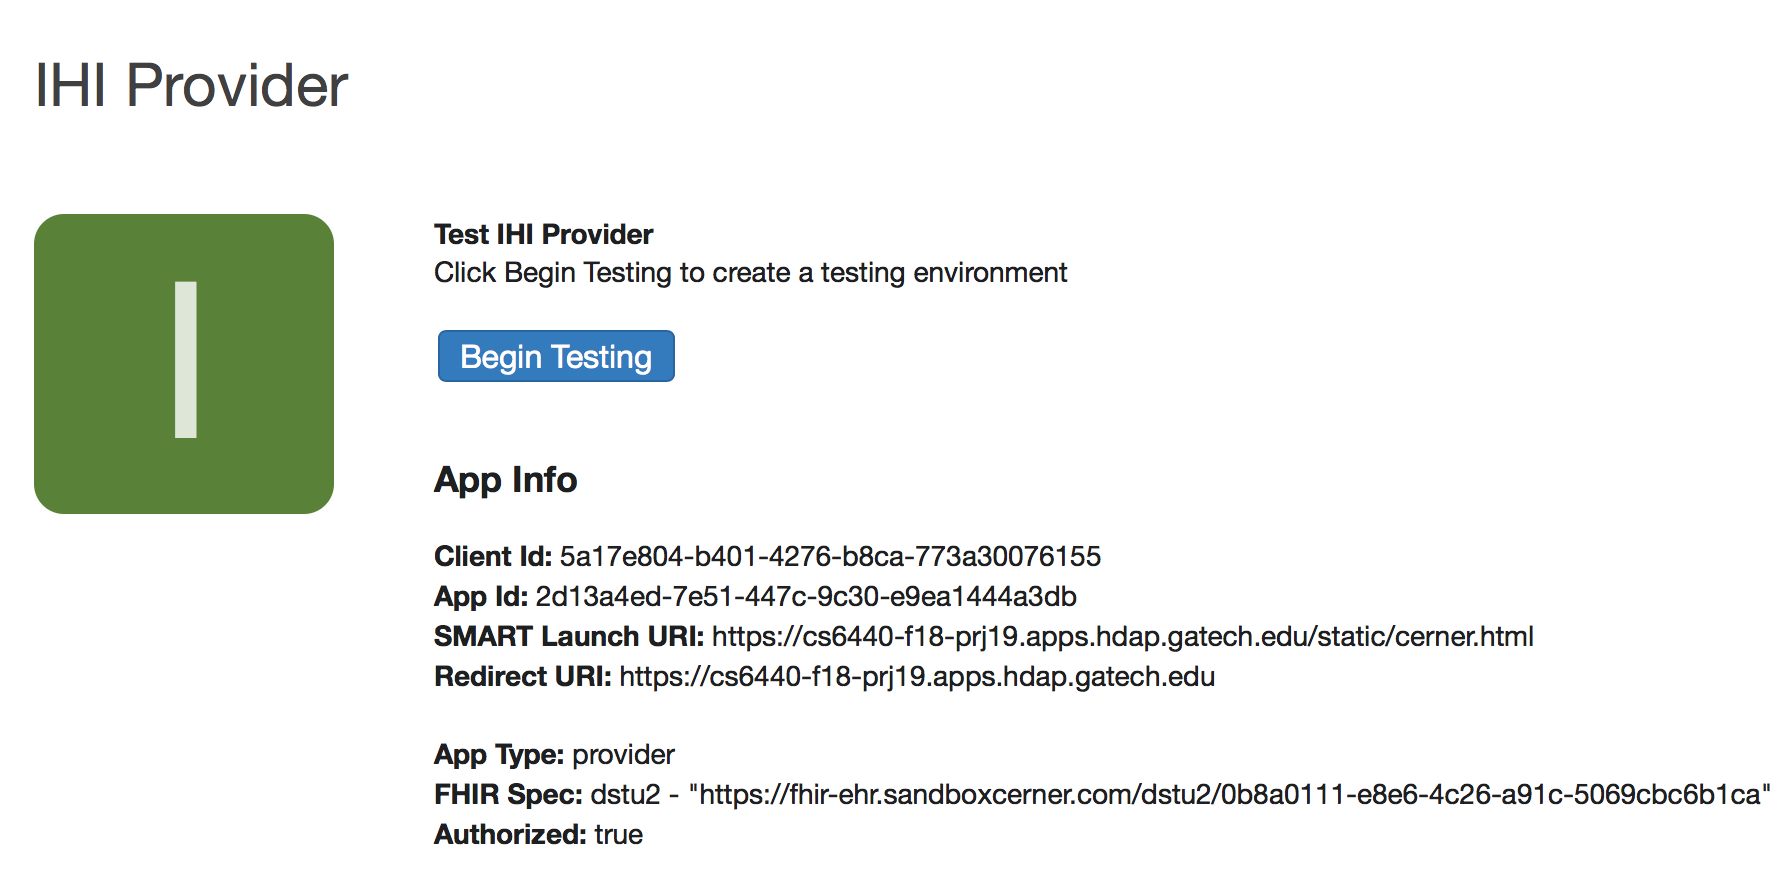 IHI Provider
I
Test IHI Provider
Click Begin Testing to create a testing environment
Begin Testing
App Info
Client Id: 5a17e804-b401-4276-b8ca-773a30076155
App Id: 2d13a4ed-7e51-447c-9c30-e9ea1444a3db
SMART Launch URI: https://cs6440-f18-prj19.apps.hdap.gatech.edu/static/cerner.html
Redirect URI: https://cs6440-f18-prj19.apps.hdap.gatech.edu
App Type: provider
FHIR Spec: dstu2 - "https://fhir-ehr.sandboxcerner.com/dstu2/0b8a0111-e8e6-4c26-a91c-5069cbc6b1ca"
Authorized: true